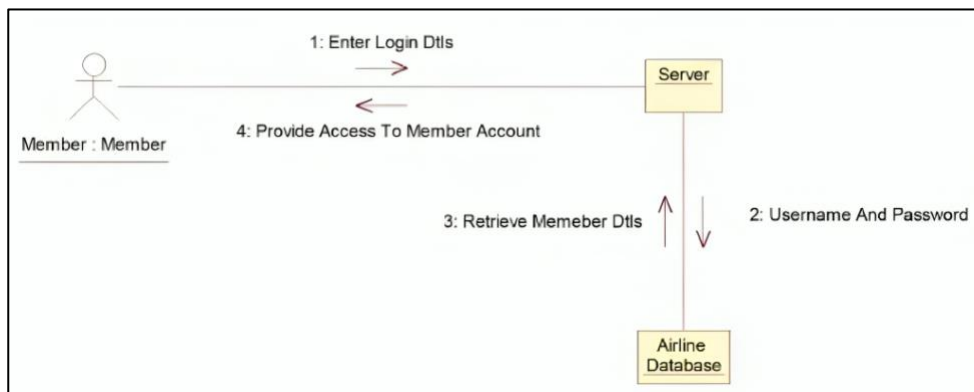 1: Enter Login Dtls
Server
4: Provide Access To Member Account
Member : Member
3: Retrieve Memeber Dtls
2: Username And Password
Airline
Database